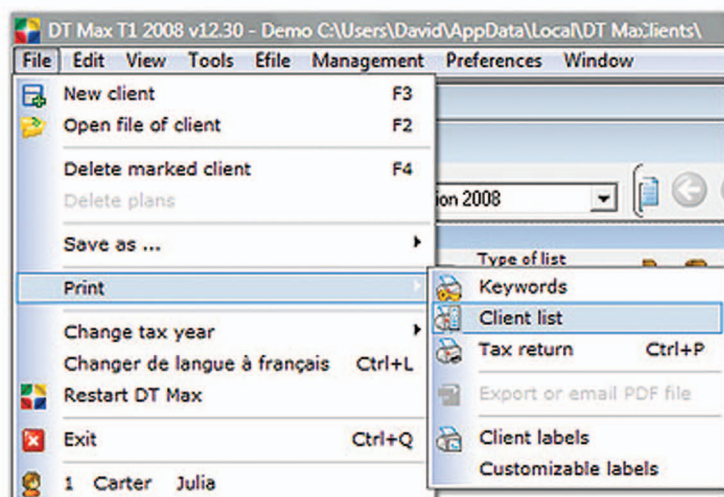 DT Max T1 2008 v12.30 - Demo C:\Users\David\AppData\Local\DT Max Clients\
File Edit View Tools Efile Management Preferences Window
New client F3
Open file of client F2
Delete marked client F4
Delete plans
ion 2008
Save as ...
Type of list
Print
Keywords
Client list
Change tax year
Tax return Ctrl+P
Changer de langue à français Ctrl+L
Restart DT Max
Export or email PDF file
Exit Ctrl+Q
Client labels
Customizable labels
1 Carter Julia